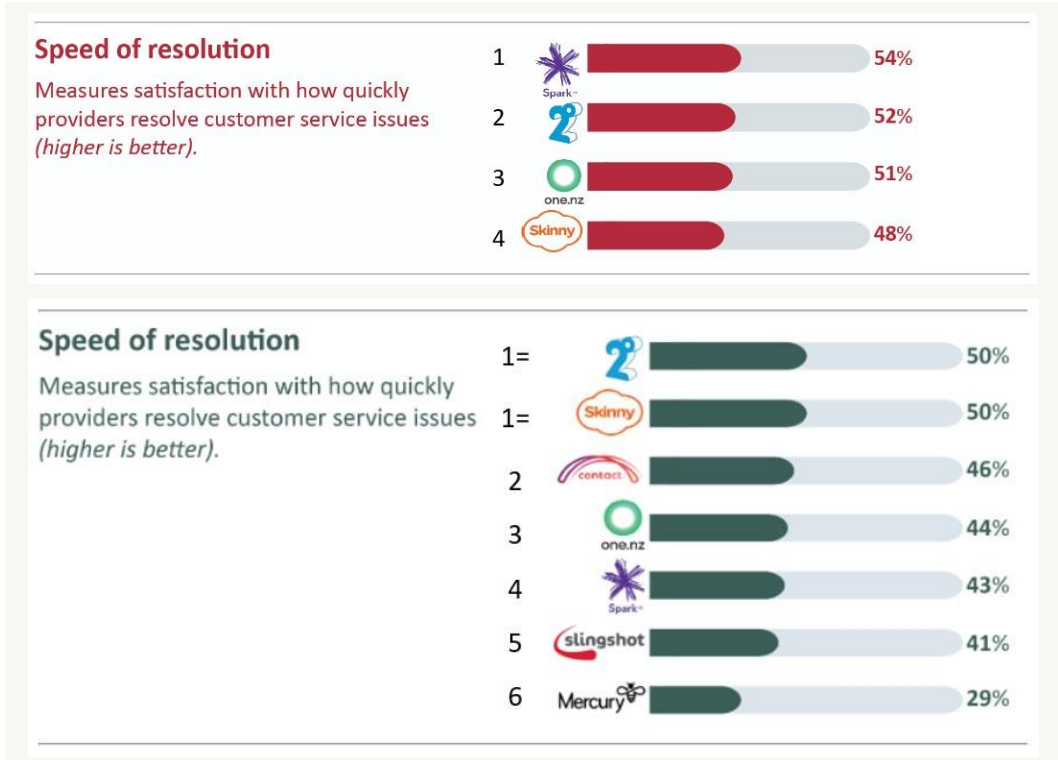 Speed of resolution
Measures satisfaction with how quickly
providers resolve customer service issues
(higher is better).
1 Spark 54%
2 2° 52%
3 one.nz 51%
4 Skinny 48%
Speed of resolution
Measures satisfaction with how quickly
providers resolve customer service issues
(higher is better).
1= 2° 50%
1= Skinny 50%
2 contact 46%
3 one.nz 44%
4 Spark 43%
5 slingshot 41%
6 Mercury 29%